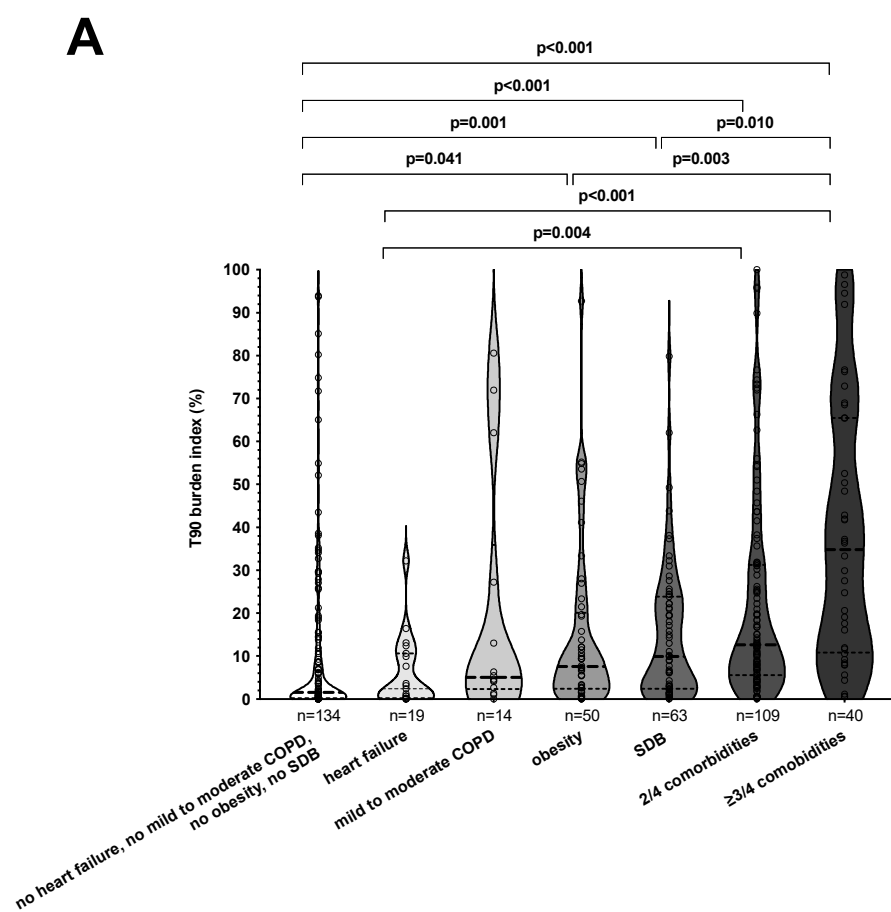 A
p<0.001
p<0.001
p=0.001
p=0.010
p=0.041
p=0.003
p<0.001
p=0.004
T90 burden index (%)
100
90
80
70
60
50
40
30
20
10
0
n=134
n=19
n=14
n=50
n=63
n=109
n=40
no heart failure, no mild to moderate COPD,
no obesity, no SDB
heart failure
mild to moderate COPD
obesity
SDB
2/4 comorbidities
≥3/4 comobidities